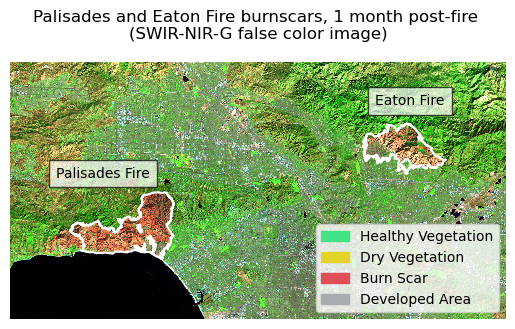 Palisades and Eaton Fire burnscars, 1 month post-fire
(SWIR-NIR-G false color image)
Eaton Fire
Palisades Fire
Healthy Vegetation
Dry Vegetation
Burn Scar
Developed Area